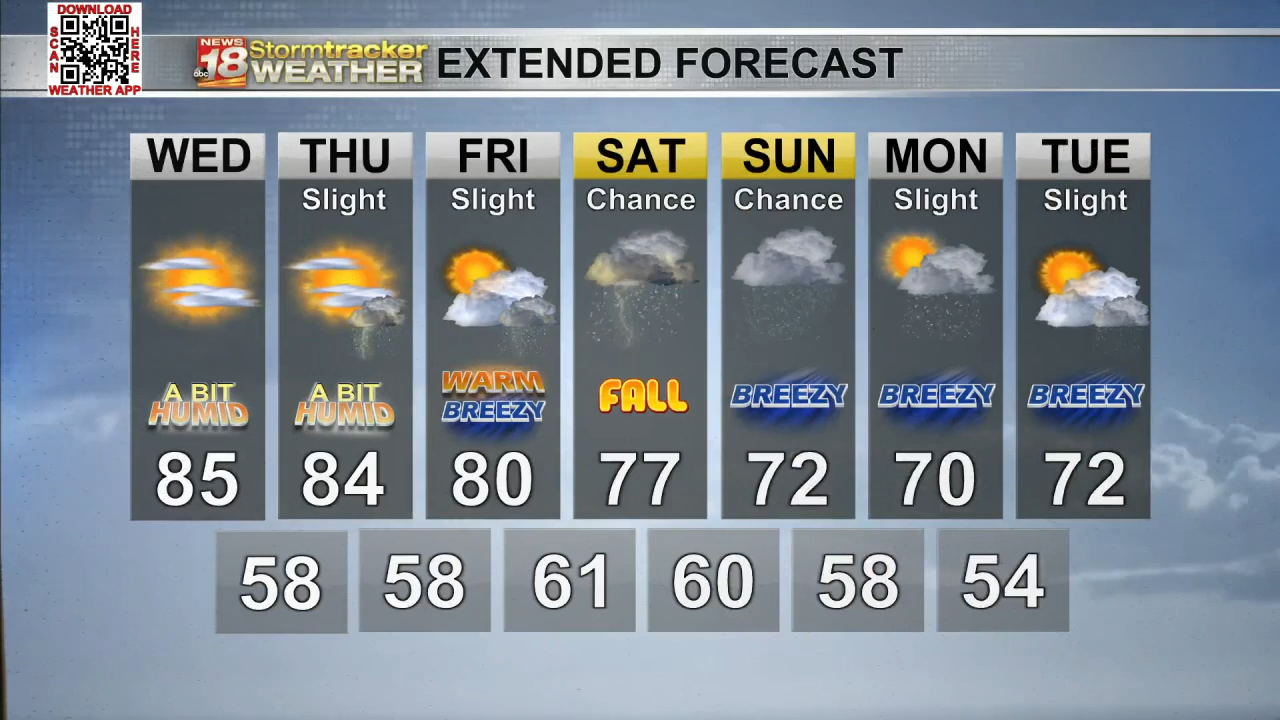 DOWNLOAD
SCAN
HERE
WEATHER APP
NEWS
abc
18
Stormtracker
WEATHER
EXTENDED FORECAST
WED THU FRI SAT SUN MON TUE
Slight Slight Chance Chance Slight Slight
A BIT HUMID
A BIT HUMID
WARM BREEZY
FALL
BREEZY
BREEZY
BREEZY
85 84 80 77 72 70 72
58 58 61 60 58 54